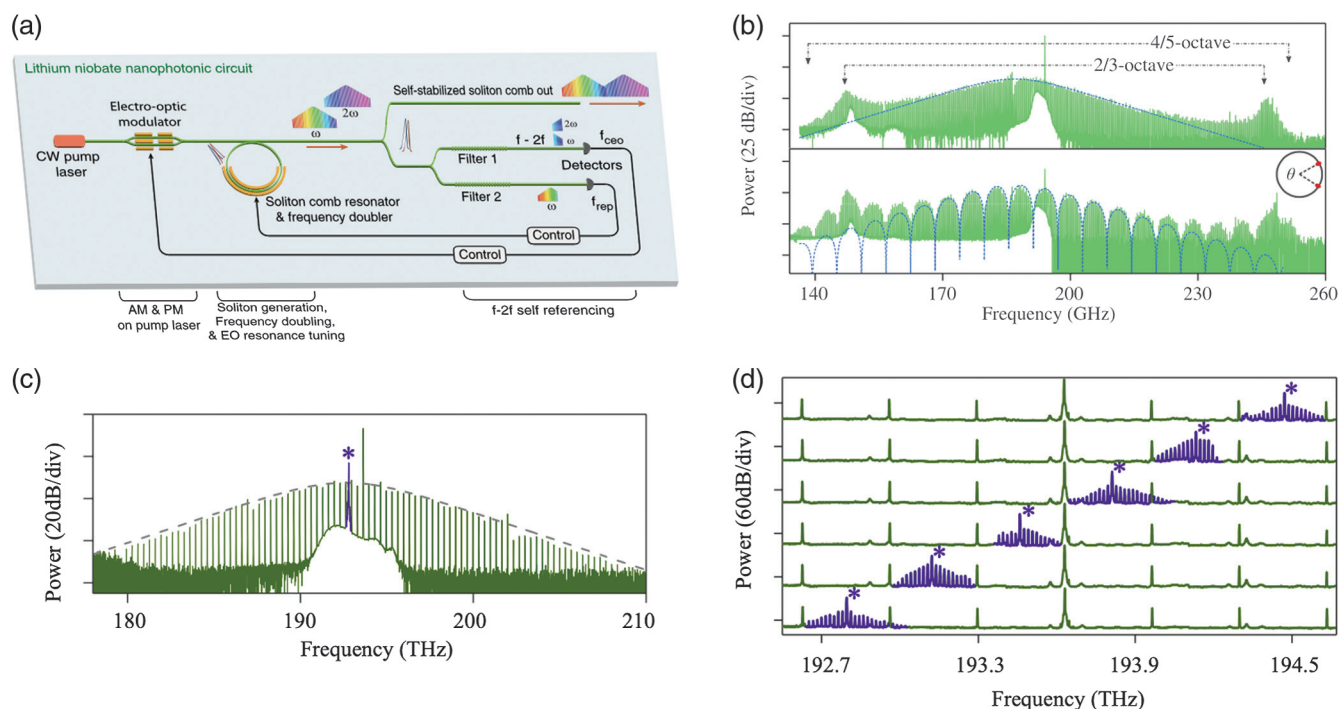 (a)
Lithium niobate nanophotonic circuit
Electro-optic
modulator
CW pump
laser
ω
2ω
Self-stabilized soliton comb out
f - 2f
2ω
ω
f_ceo
Filter 1
Detectors
Filter 2
ω
f_rep
Soliton comb resonator
& frequency doubler
Control
Control
AM & PM
on pump laser
Soliton generation,
Frequency doubling,
& EO resonance tuning
f-2f self referencing
(b)
Power (25 dB/div)
4/5-octave
2/3-octave
θ
140 170 200 230 260
Frequency (GHz)
(c)
Power (20dB/div)
*
180 190 200 210
Frequency (THz)
(d)
Power (60dB/div)
*
*
*
*
*
*
192.7 193.3 193.9 194.5
Frequency (THz)